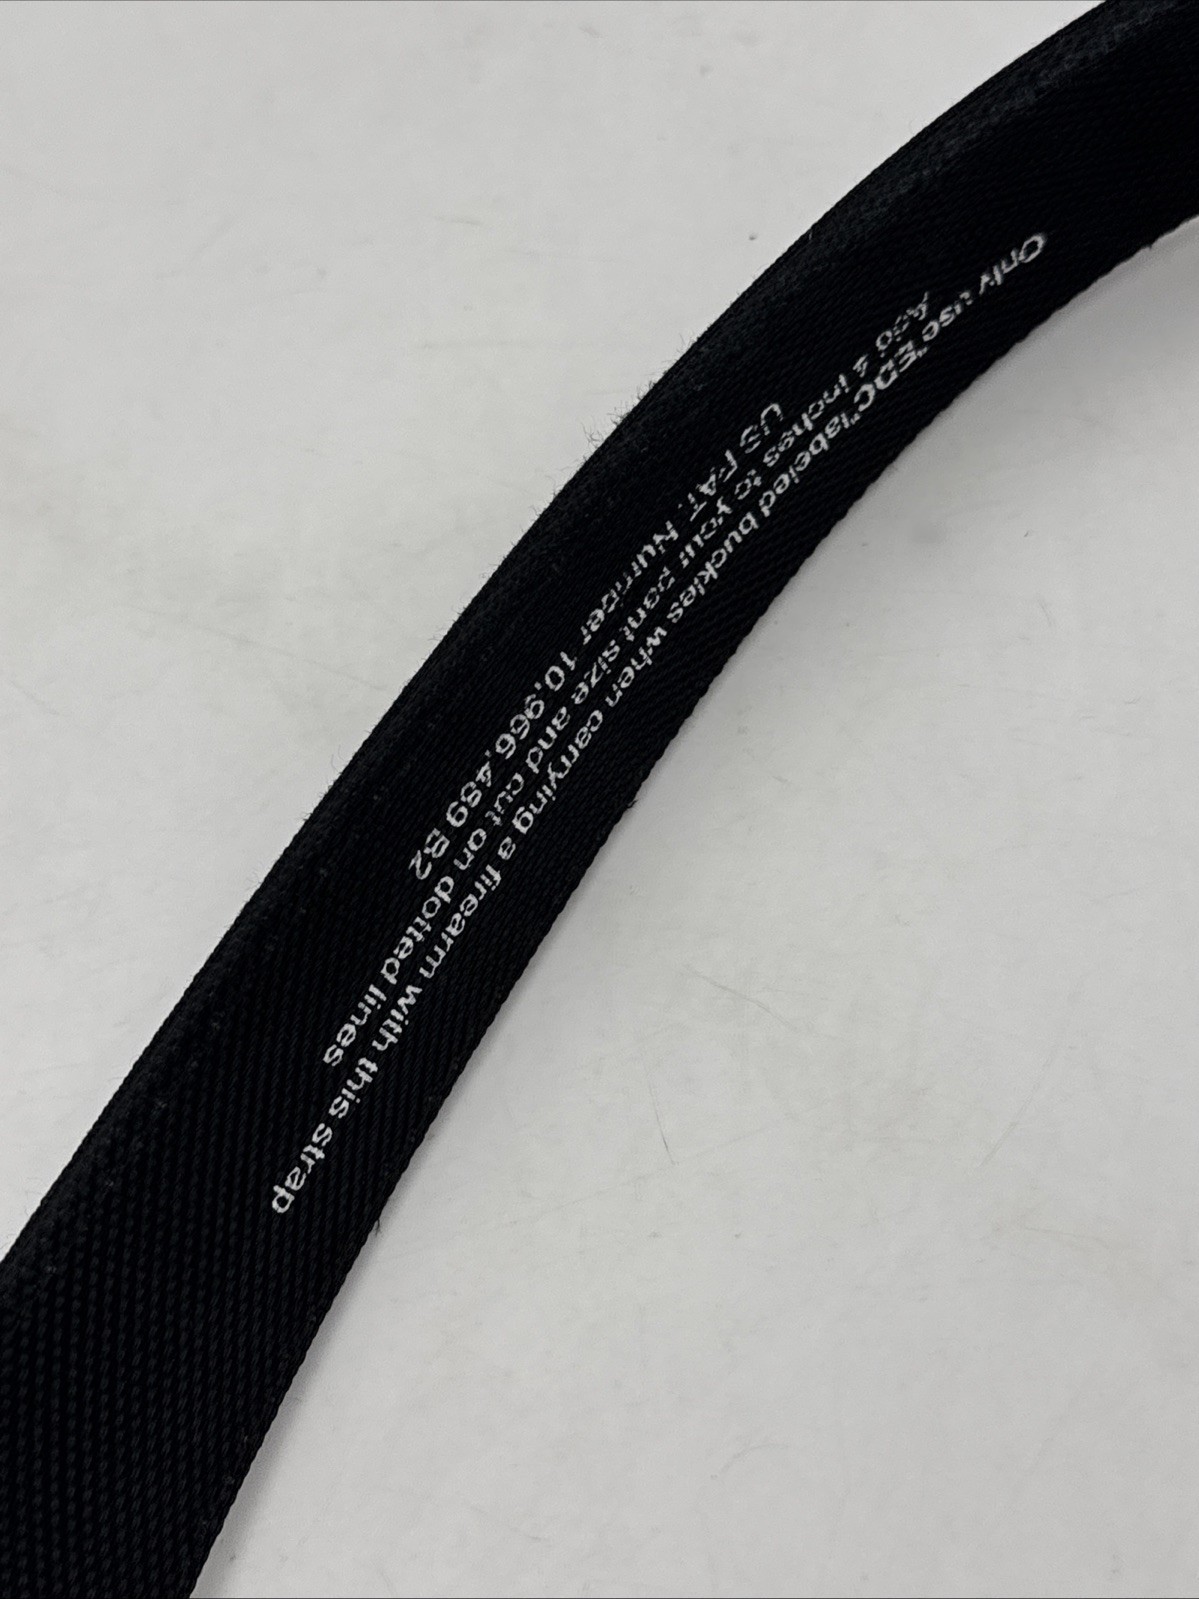 Only use "EDC" labeled buckles when carrying a firearm with this strap
Add 4 inches to your pant size and cut on dotted lines
US PAT. Number 10,966,489 B2